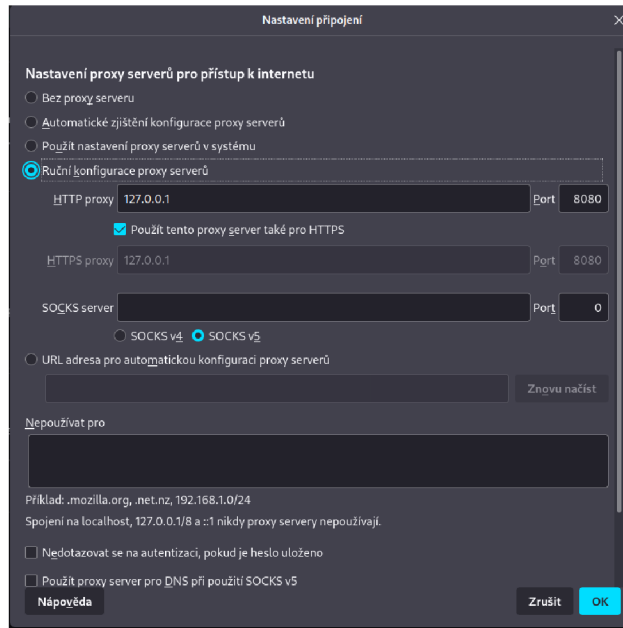 Nastavení připojení
Nastavení proxy serverů pro přístup k internetu
Bez proxy serveru
Automatické zjištění konfigurace proxy serverů
Použít nastavení proxy serverů v systému
Ruční konfigurace proxy serverů
HTTP proxy 127.0.0.1 Port 8080
Použít tento proxy server také pro HTTPS
HTTPS proxy 127.0.0.1 Port 8080
SOCKS server Port 0
SOCKS v4 SOCKS v5
URL adresa pro automatickou konfiguraci proxy serverů
Znovu načíst
Nepoužívat pro
Příklad: .mozilla.org, .net.nz, 192.168.1.0/24
Spojení na localhost, 127.0.0.1/8 a ::1 nikdy proxy servery nepoužívají.
Nedotazovat se na autentizaci, pokud je heslo uloženo
Použít proxy server pro DNS při použití SOCKS v5
Nápověda Zrušit OK